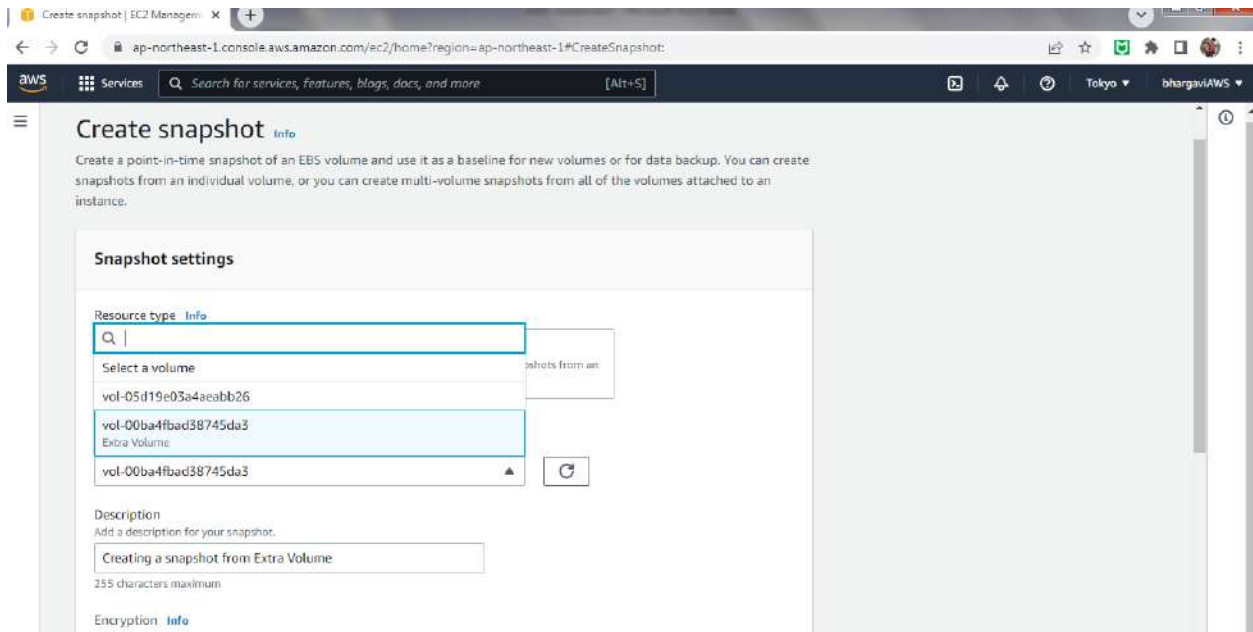 Create snapshot | EC2 Managem
ap-northeast-1.console.aws.amazon.com/ec2/home?region=ap-northeast-1#CreateSnapshot:
aws Services Search for services, features, blogs, docs, and more [Alt+S] Tokyo bhargaviAWS
Create snapshot Info
Create a point-in-time snapshot of an EBS volume and use it as a baseline for new volumes or for data backup. You can create
snapshots from an individual volume, or you can create multi-volume snapshots from all of the volumes attached to an
instance.
Snapshot settings
Resource type Info
Select a volume
shots from an
vol-05d19e03a4aeabb26
vol-00ba4fbad38745da3
Extra Volume
vol-00ba4fbad38745da3
Description
Add a description for your snapshot.
Creating a snapshot from Extra Volume
255 characters maximum
Encryption Info